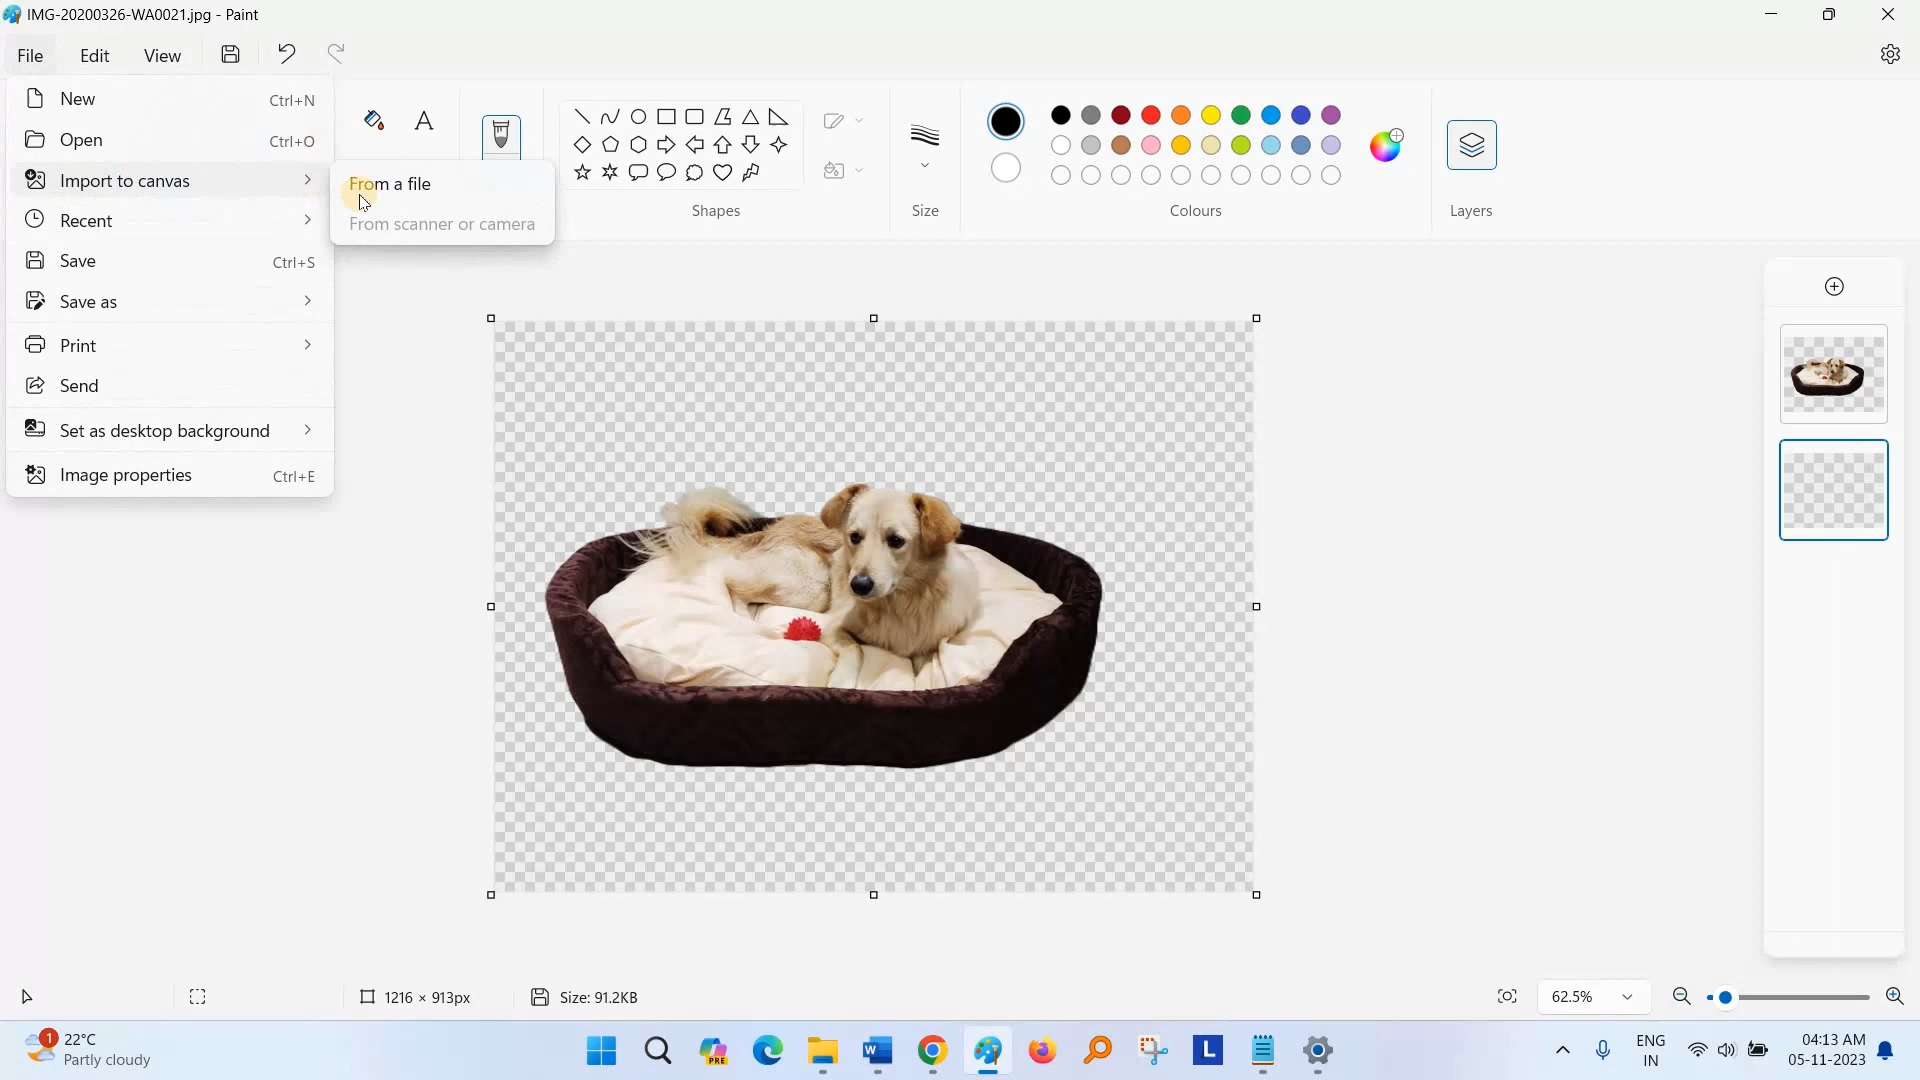 IMG-20200326-WA0021.jpg - Paint
File Edit View
New Ctrl+N
Open Ctrl+O
Import to canvas
Recent
Save Ctrl+S
Save as
Print
Send
Set as desktop background
Image properties Ctrl+E
From a file
From scanner or camera
A
Shapes
Size
Colours
Layers
1216 × 913px
Size: 91.2KB
62.5%
1
22°C
Partly cloudy
PRE
L
ENG
IN
04:13 AM
05-11-2023